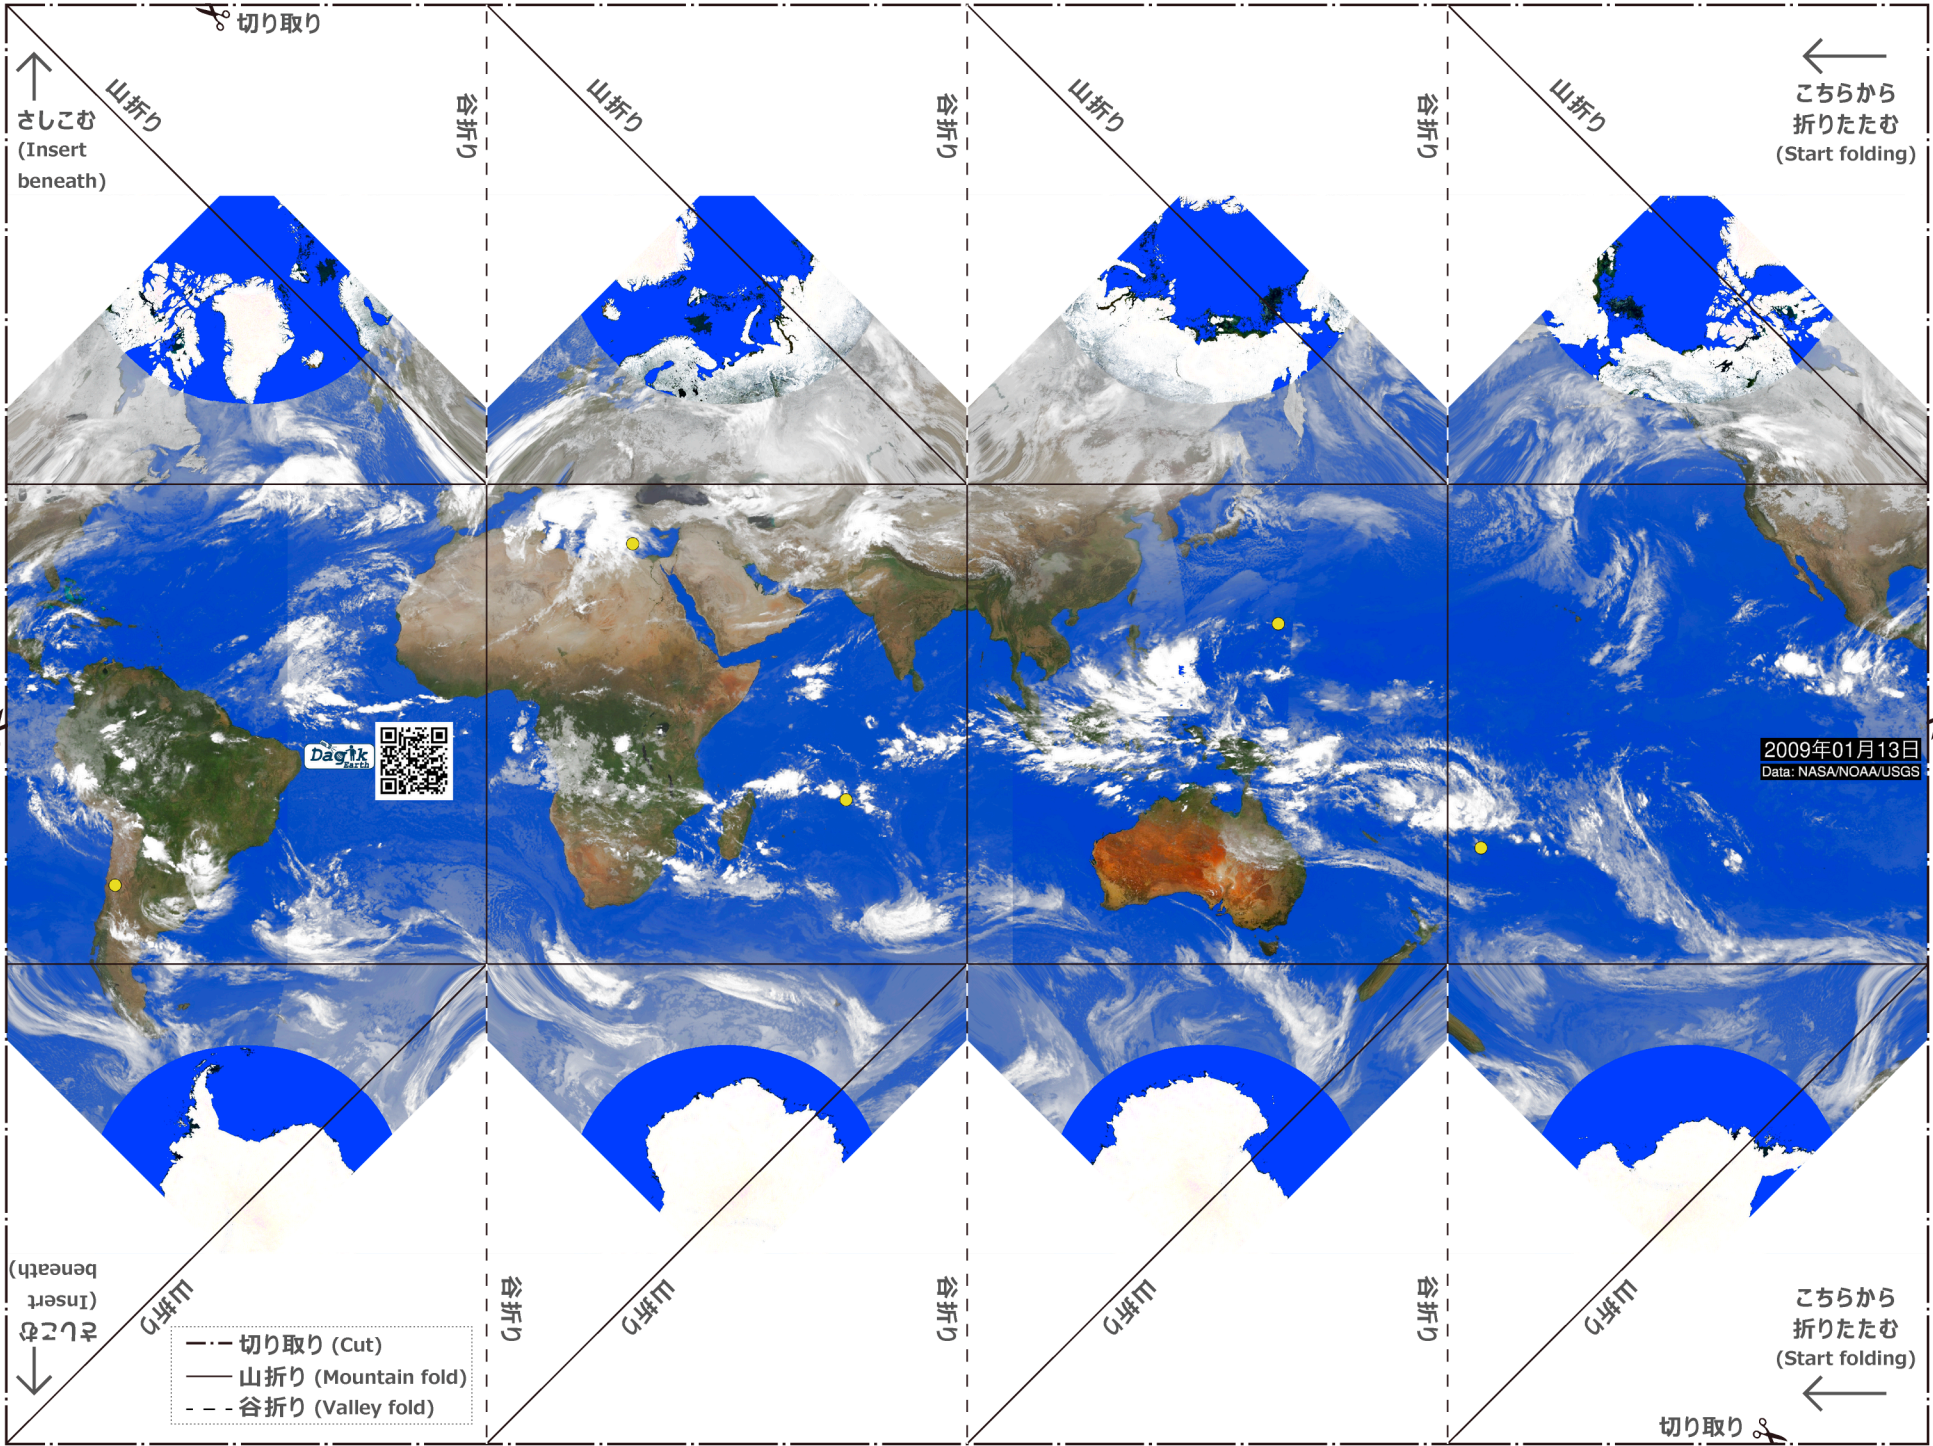 切り取り
山折り
谷折り
山折り
谷折り
山折り
谷折り
山折り
さしこむ
(Insert
beneath)
こちらから
折りたたむ
(Start folding)
Dagik
Earth
2009年01月13日
Data: NASA/NOAA/USGS
さしこむ
(Insert
beneath)
山折り
谷折り
山折り
谷折り
山折り
谷折り
山折り
こちらから
折りたたむ
(Start folding)
切り取り (Cut)
山折り (Mountain fold)
谷折り (Valley fold)
切り取り